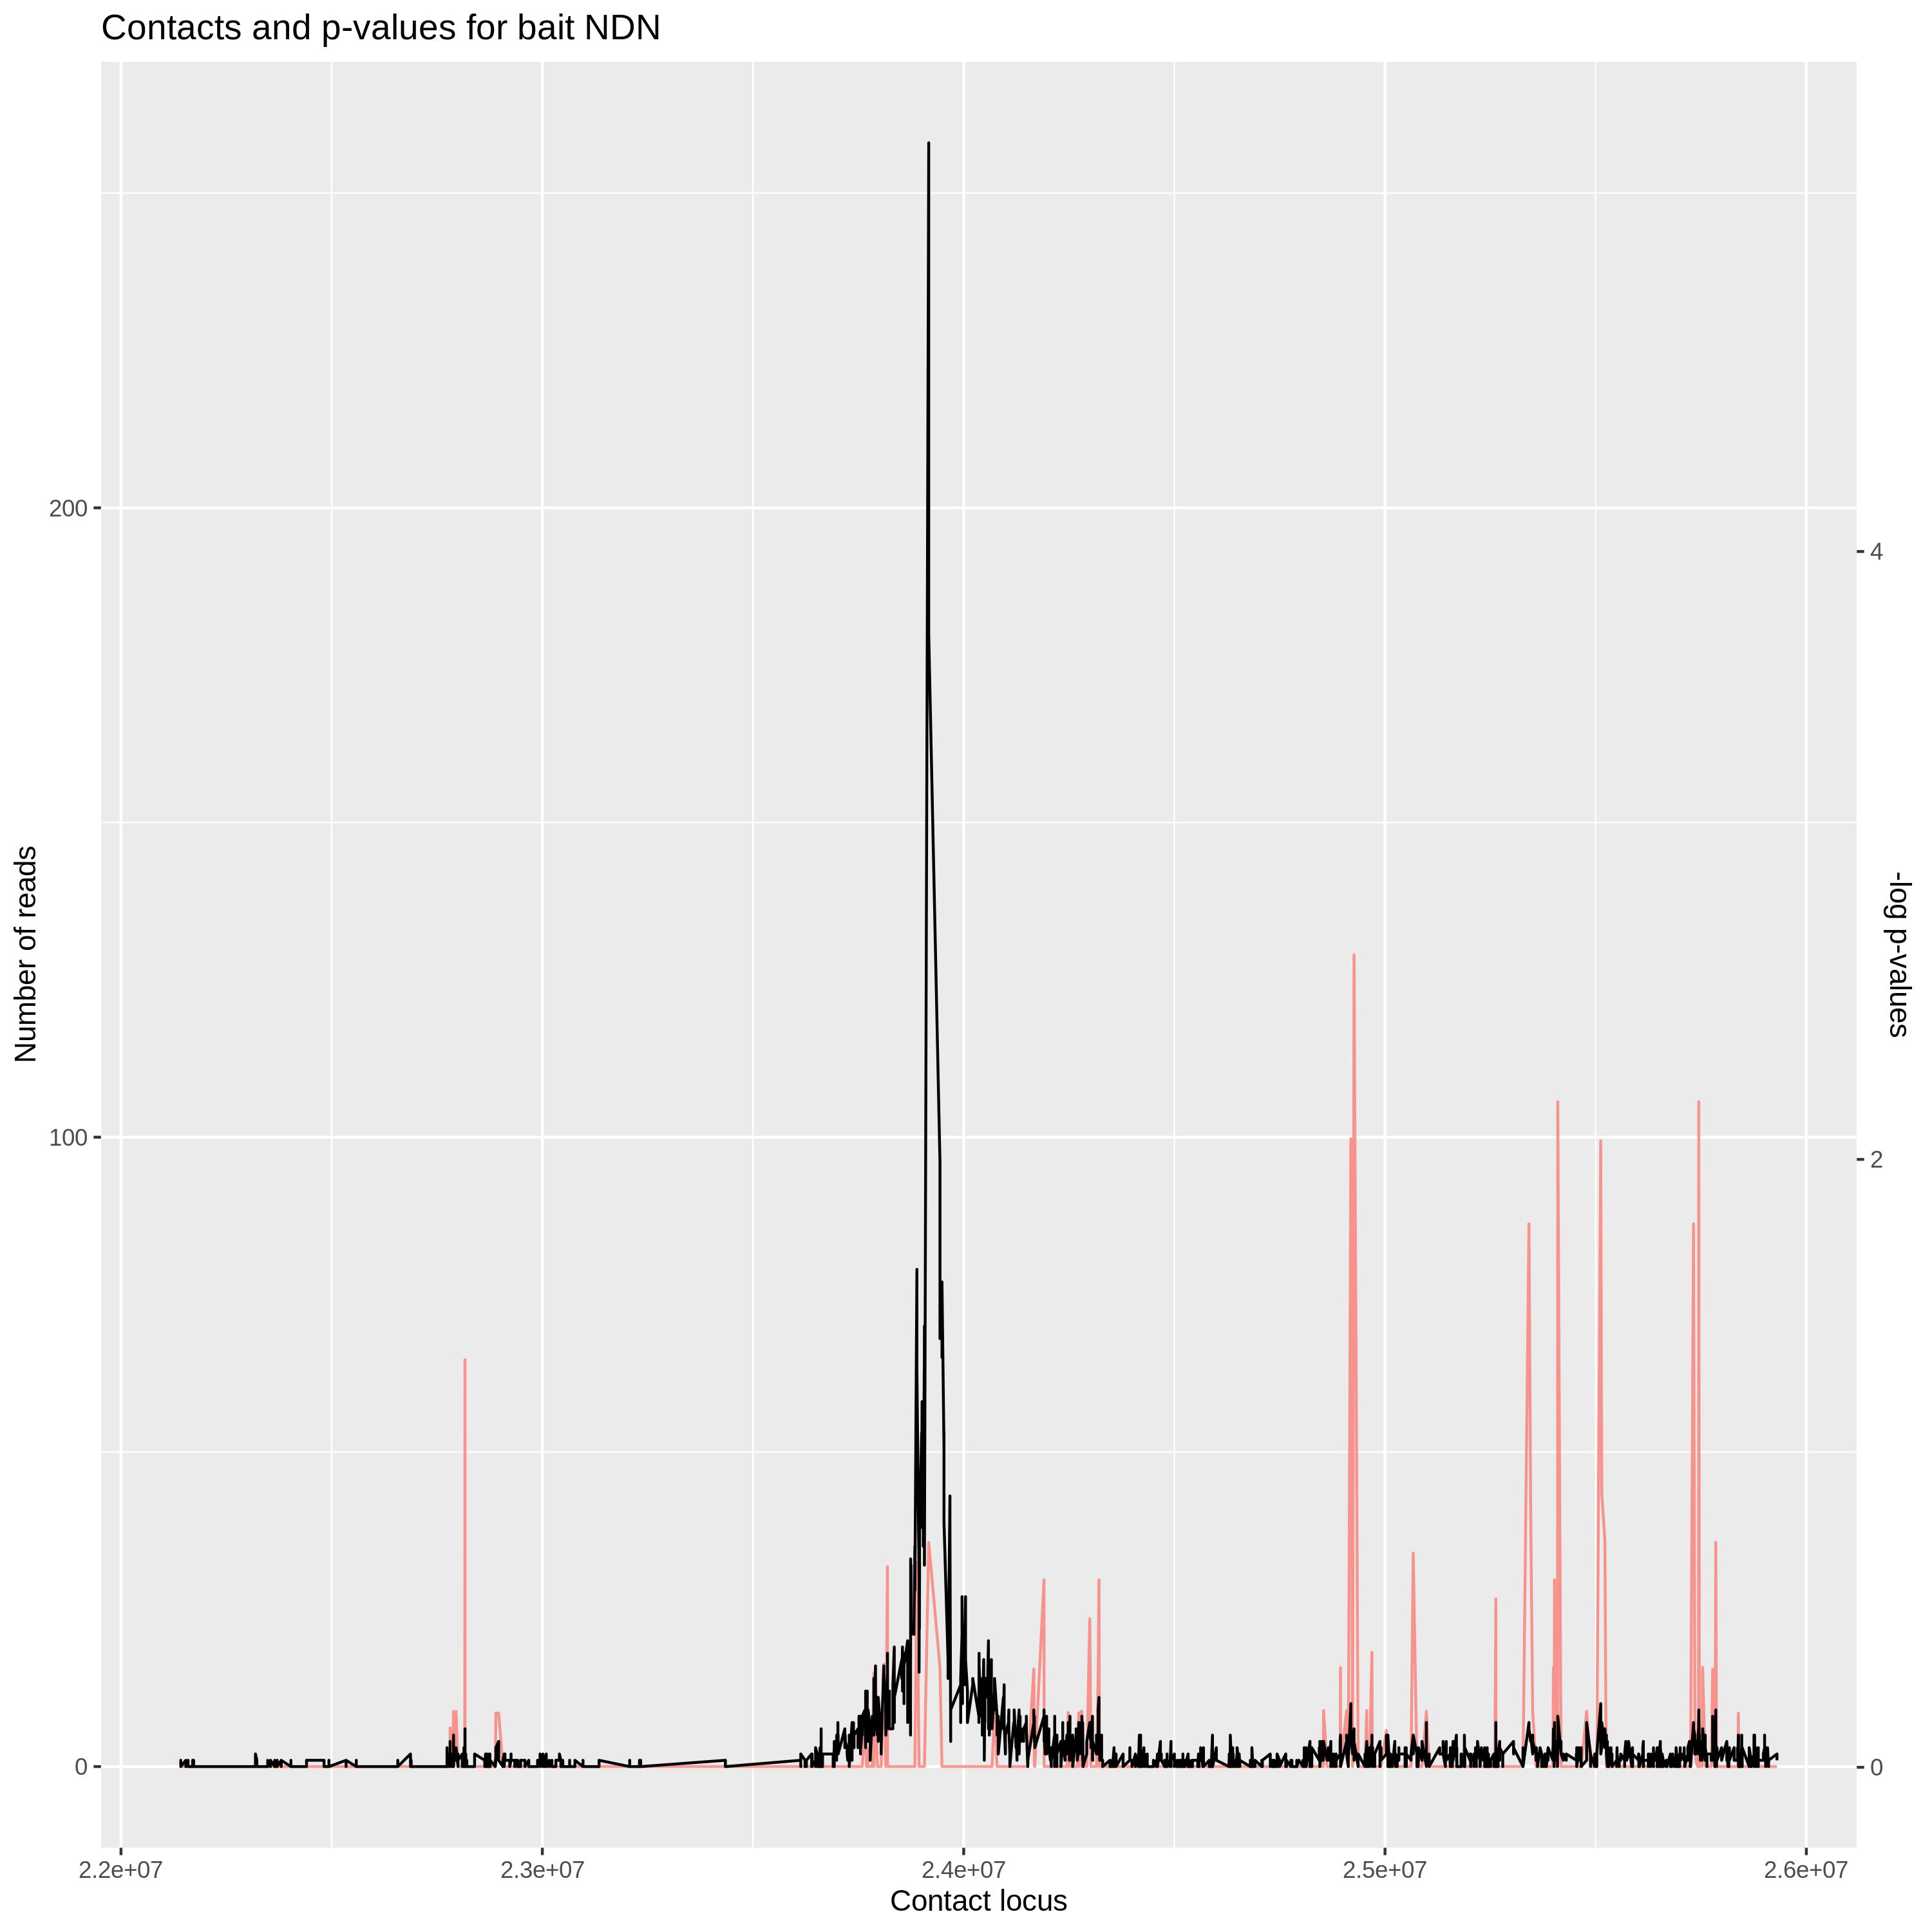 Contacts and p-values for bait NDN
Number of reads
200
100
0
4
2
0
-log p-values
2.2e+07
2.3e+07
2.4e+07
2.5e+07
2.6e+07
Contact locus